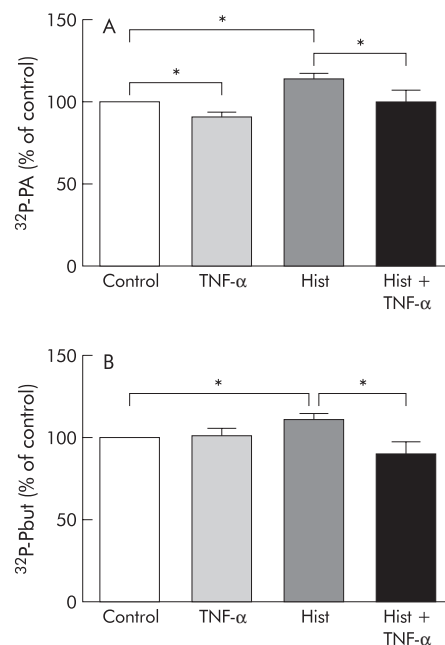 A
150
100
50
0
³²P-PA (% of control)
*
*
*
Control TNF-α Hist Hist +
TNF-α
B
150
100
50
0
³²P-Pbut (% of control)
*
*
Control TNF-α Hist Hist +
TNF-α